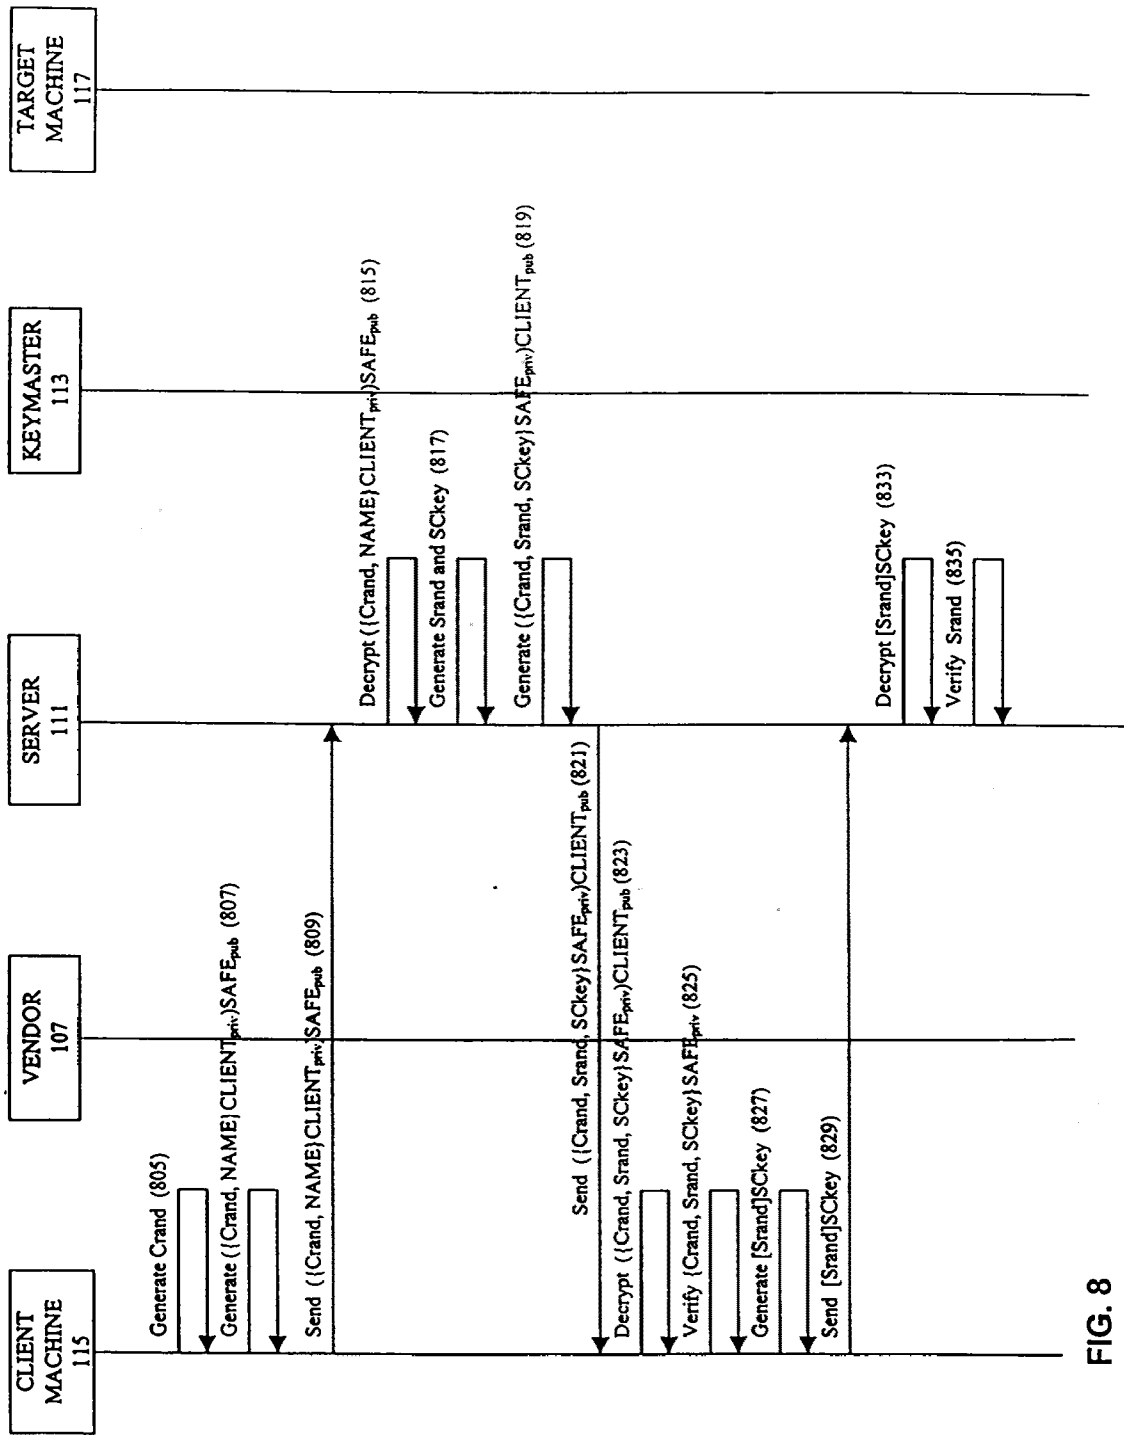 CLIENT
MACHINE
115
VENDOR
107
SERVER
111
KEYMASTER
113
TARGET
MACHINE
117
Generate Crand (805)
Generate ({Crand, NAME}CLIENTpriv)SAFEpub (807)
Send ({Crand, NAME}CLIENTpriv)SAFEpub (809)
Decrypt ({Crand, NAME}CLIENTpriv)SAFEpub (815)
Generate Srand and SCkey (817)
Generate ({Crand, Srand, SCkey}SAFEpriv)CLIENTpub (819)
Send ({Crand, Srand, SCkey}SAFEpriv)CLIENTpub (821)
Decrypt ({Crand, Srand, SCkey}SAFEpriv)CLIENTpub (823)
Verify {Crand, Srand, SCkey}SAFEpriv (825)
Generate [Srand]SCkey (827)
Send [Srand]SCkey (829)
Decrypt [Srand]SCkey (833)
Verify Srand (835)
FIG. 8